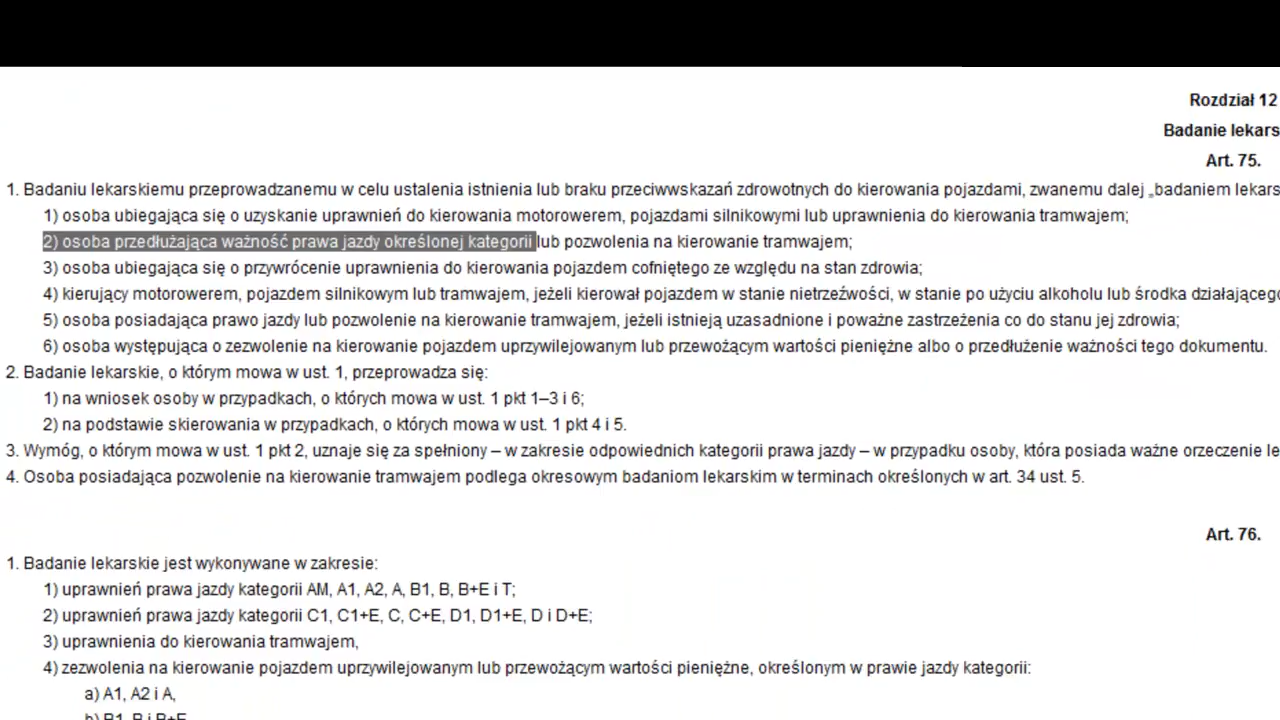 Rozdział 12
Badanie lekars
Art. 75.
1. Badaniu lekarskiemu przeprowadzanemu w celu ustalenia istnienia lub braku przeciwwskazań zdrowotnych do kierowania pojazdami, zwanemu dalej „badaniem lekars
1) osoba ubiegająca się o uzyskanie uprawnień do kierowania motorowerem, pojazdami silnikowymi lub uprawnienia do kierowania tramwajem;
2) osoba przedłużająca ważność prawa jazdy określonej kategorii lub pozwolenia na kierowanie tramwajem;
3) osoba ubiegająca się o przywrócenie uprawnienia do kierowania pojazdem cofniętego ze względu na stan zdrowia;
4) kierujący motorowerem, pojazdem silnikowym lub tramwajem, jeżeli kierował pojazdem w stanie nietrzeźwości, w stanie po użyciu alkoholu lub środka działającego
5) osoba posiadająca prawo jazdy lub pozwolenie na kierowanie tramwajem, jeżeli istnieją uzasadnione i poważne zastrzeżenia co do stanu jej zdrowia;
6) osoba występująca o zezwolenie na kierowanie pojazdem uprzywilejowanym lub przewożącym wartości pieniężne albo o przedłużenie ważności tego dokumentu.
2. Badanie lekarskie, o którym mowa w ust. 1, przeprowadza się:
1) na wniosek osoby w przypadkach, o których mowa w ust. 1 pkt 1–3 i 6;
2) na podstawie skierowania w przypadkach, o których mowa w ust. 1 pkt 4 i 5.
3. Wymóg, o którym mowa w ust. 1 pkt 2, uznaje się za spełniony – w zakresie odpowiednich kategorii prawa jazdy – w przypadku osoby, która posiada ważne orzeczenie le
4. Osoba posiadająca pozwolenie na kierowanie tramwajem podlega okresowym badaniom lekarskim w terminach określonych w art. 34 ust. 5.
Art. 76.
1. Badanie lekarskie jest wykonywane w zakresie:
1) uprawnień prawa jazdy kategorii AM, A1, A2, A, B1, B, B+E i T;
2) uprawnień prawa jazdy kategorii C1, C1+E, C, C+E, D1, D1+E, D i D+E;
3) uprawnienia do kierowania tramwajem,
4) zezwolenia na kierowanie pojazdem uprzywilejowanym lub przewożącym wartości pieniężne, określonym w prawie jazdy kategorii:
a) A1, A2 i A,
b) B1, B i B+E